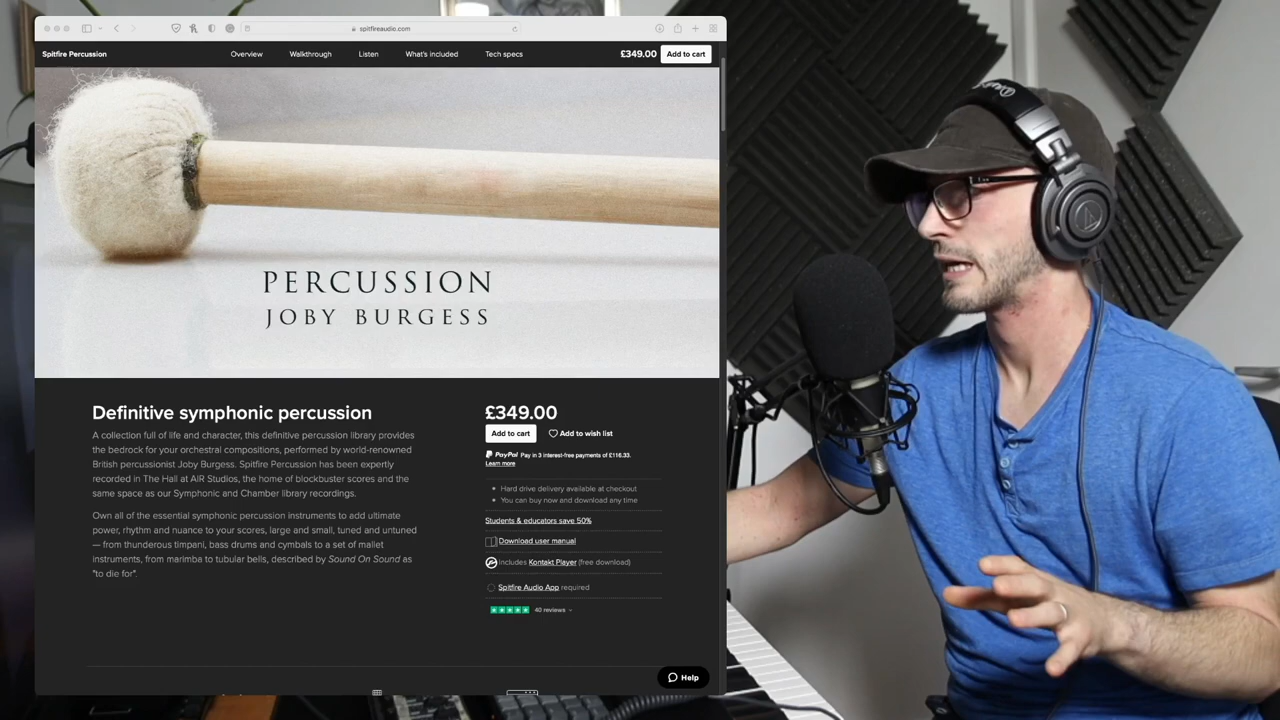 spitfireaudio.com
Spitfire Percussion
Overview
Walkthrough
Listen
What's included
Tech specs
£349.00
Add to cart
PERCUSSION
JOBY BURGESS
Definitive symphonic percussion
A collection full of life and character, this definitive percussion library provides
the bedrock for your orchestral compositions, performed by world-renowned
British percussionist Joby Burgess. Spitfire Percussion has been expertly
recorded in The Hall at AIR Studios, the home of blockbuster scores and the
same space as our Symphonic and Chamber library recordings.
Own all of the essential symphonic percussion instruments to add ultimate
power, rhythm and nuance to your scores, large and small, tuned and untuned
— from thunderous timpani, bass drums and cymbals to a set of mallet
instruments, from marimba to tubular bells, described by Sound On Sound as
"to die for".
£349.00
Add to cart
Add to wish list
PayPal Pay in 3 interest-free payments of £116.33.
Learn more
Hard drive delivery available at checkout
You can buy now and download any time
Students & educators save 50%
Download user manual
Includes Kontakt Player (free download)
Spitfire Audio App required
40 reviews
Help